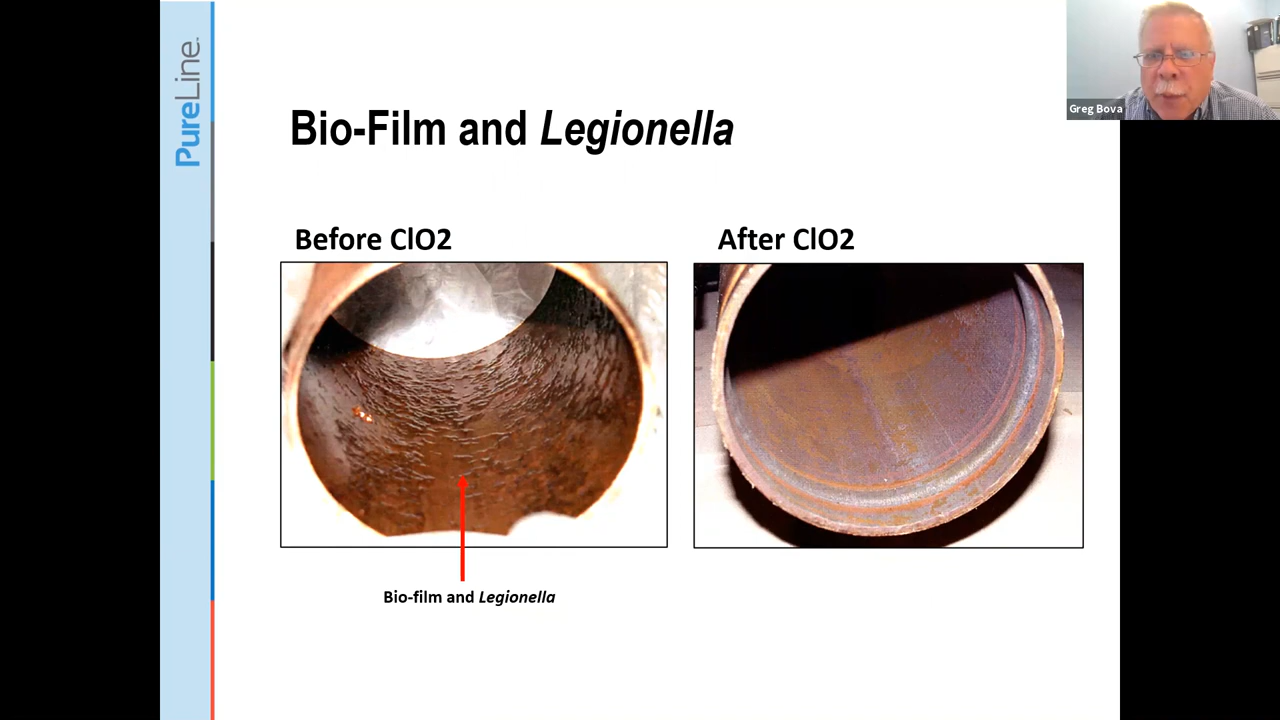 PureLine
Greg Bova
Bio-Film and Legionella
Before ClO2
After ClO2
Bio-film and Legionella